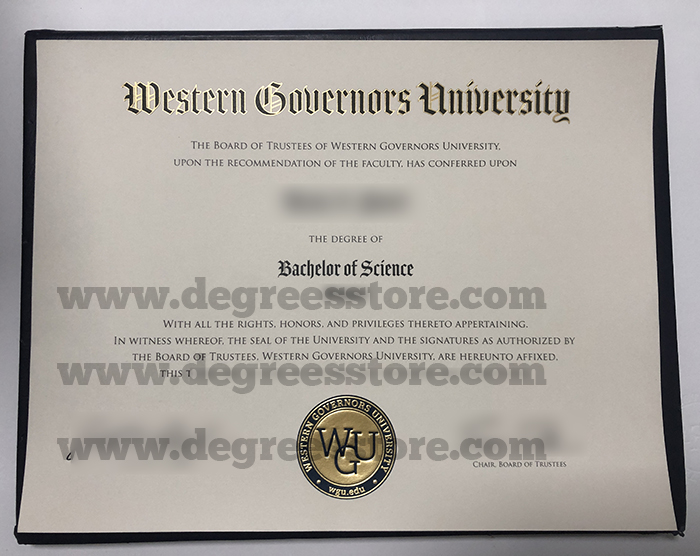 Western Governors University
THE BOARD OF TRUSTEES OF WESTERN GOVERNORS UNIVERSITY,
UPON THE RECOMMENDATION OF THE FACULTY, HAS CONFERRED UPON
THE DEGREE OF
Bachelor of Science
www.degreesstore.com
WITH ALL THE RIGHTS, HONORS, AND PRIVILEGES THERETO APPERTAINING.
IN WITNESS WHEREOF, THE SEAL OF THE UNIVERSITY AND THE SIGNATURES AS AUTHORIZED BY
THE BOARD OF TRUSTEES, WESTERN GOVERNORS UNIVERSITY, ARE HEREUNTO AFFIXED.
THIS
www.degreesstore.com
WESTERN GOVERNORS UNIVERSITY
WGU
wgu.edu
www.degreesstore.com
CHAIR, BOARD OF TRUSTEES